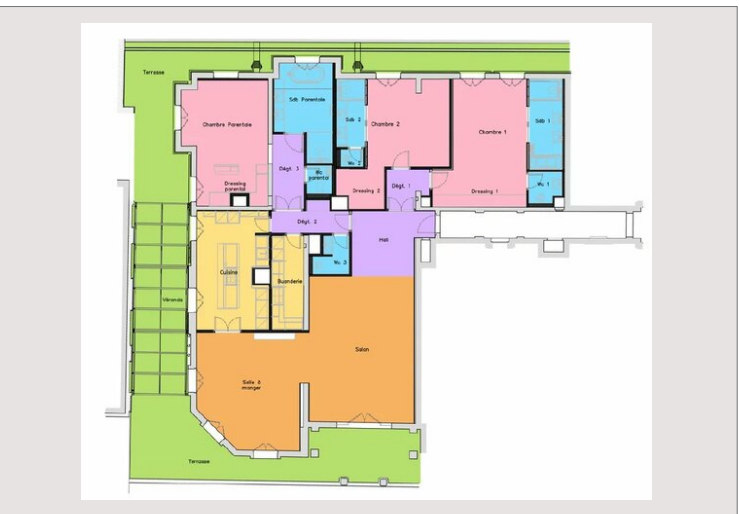 Terrasse
Sdb Parentale
Chambre Parentale
Sdb 2
Chambre 2
Chambre 1
Sdb 1
Wc 2
Dégt. 3
Wc
parental
Dressing
parental
Dressing 2
Dégt. 1
Dressing 1
Wc 1
Dégt. 2
Hall
Wc 3
Cuisine
Buanderie
Véranda
Salon
Salle à
manger
Terrasse